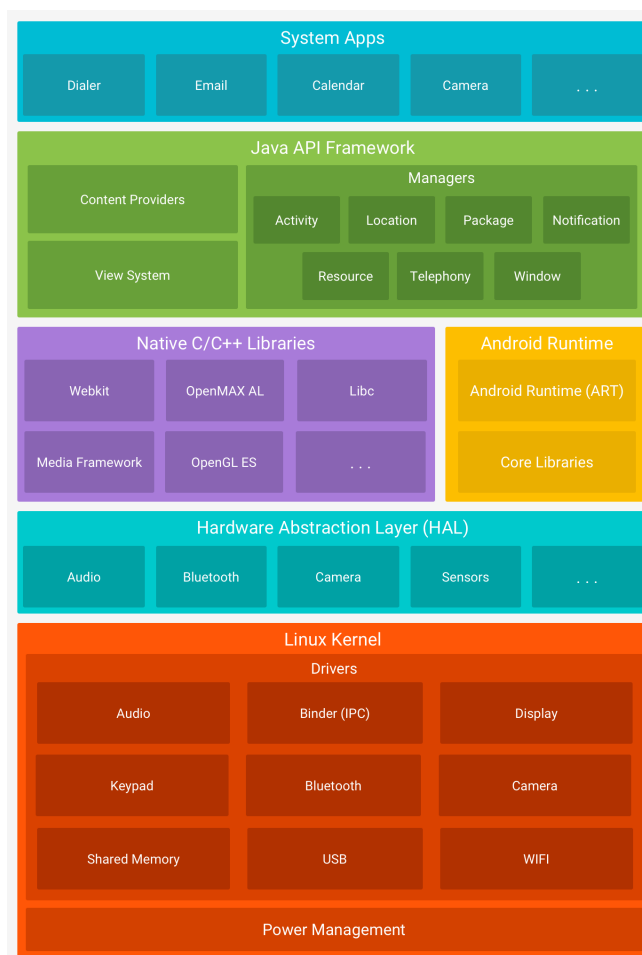 System Apps
Dialer
Email
Calendar
Camera
. . .
Java API Framework
Content Providers
View System
Managers
Activity
Location
Package
Notification
Resource
Telephony
Window
Native C/C++ Libraries
Webkit
OpenMAX AL
Libc
Media Framework
OpenGL ES
. . .
Android Runtime
Android Runtime (ART)
Core Libraries
Hardware Abstraction Layer (HAL)
Audio
Bluetooth
Camera
Sensors
. . .
Linux Kernel
Drivers
Audio
Binder (IPC)
Display
Keypad
Bluetooth
Camera
Shared Memory
USB
WIFI
Power Management